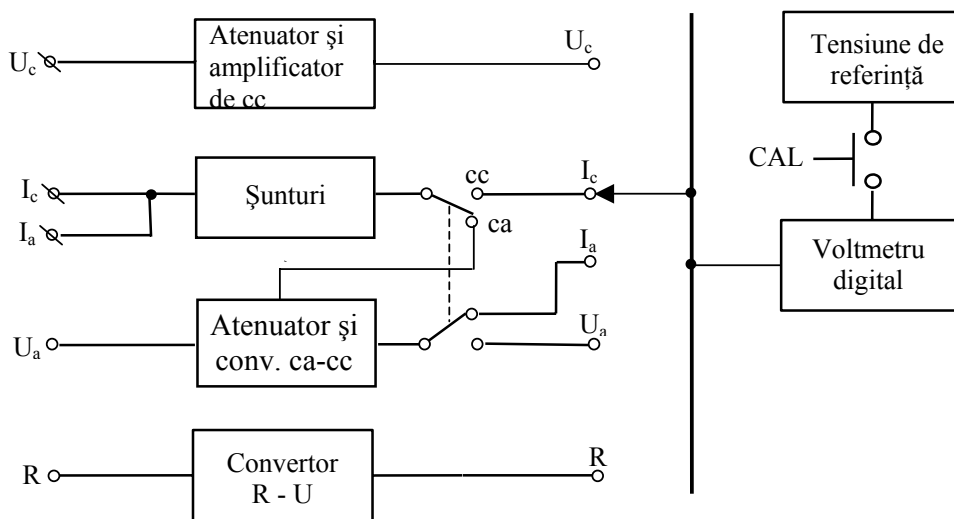 U_c
Atenuator şi
amplificator
de cc
U_c
Tensiune de
referinţă
CAL
I_c
I_a
Şunturi
cc
ca
I_c
I_a
Voltmetru
digital
U_a
Atenuator şi
conv. ca-cc
U_a
R
Convertor
R - U
R